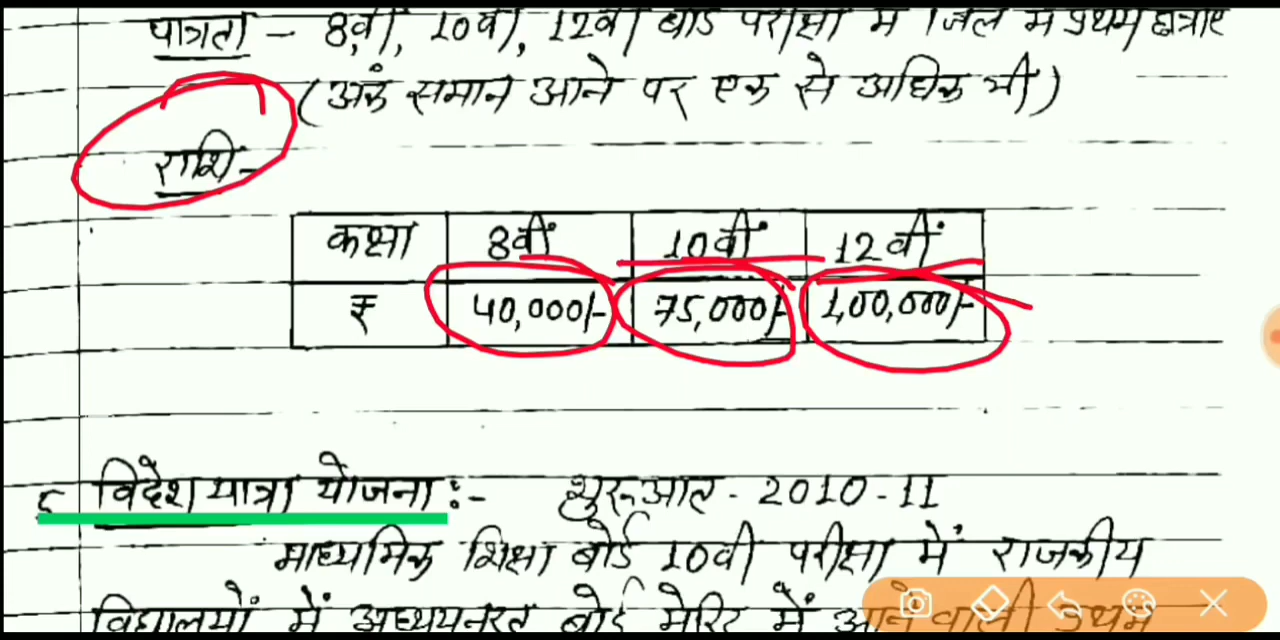 पात्रता - 8वीं, 10वीं, 12वीं बोर्ड परीक्षा में जिले में प्रथम छात्राएं
(अंक समान आने पर एक से अधिक भी)
राशि -
कक्षा 8वीं 10वीं 12वीं
₹ 40,000/- 75,000/- 1,00,000/-
६ विदेश यात्रा योजना :- शुरूआत - 2010-11
माध्यमिक शिक्षा बोर्ड 10वी परीक्षा में राजकीय
विद्यालयों में अध्ययनरत बोर्ड मेरिट में आने वाली प्रथम